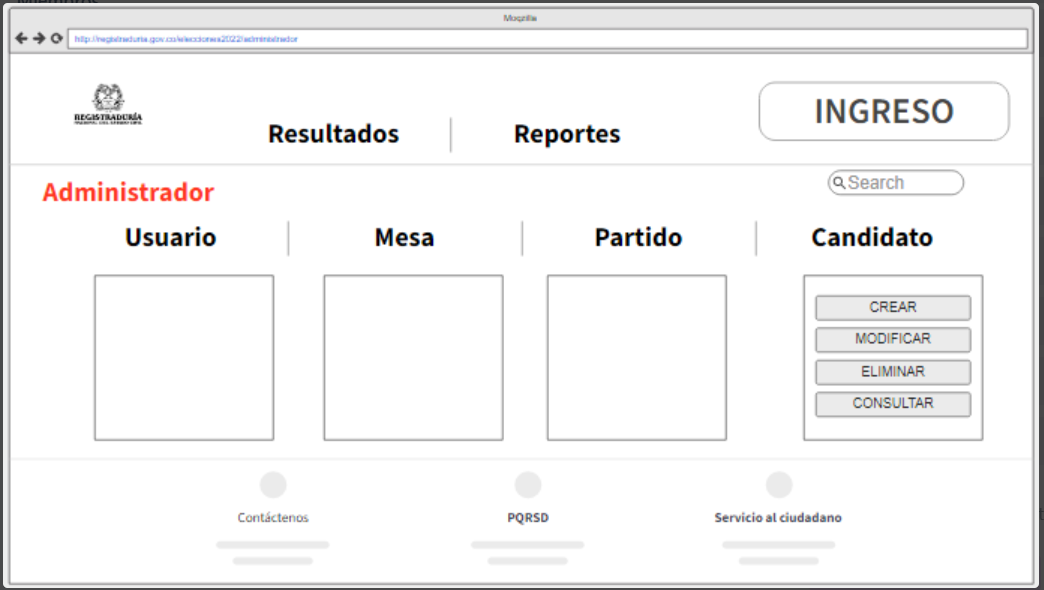 Moqzilla
http://registraduria.gov.co/elecciones2022/administrador
REGISTRADURÍA
INGRESO
Resultados
Reportes
Search
Administrador
Usuario
Mesa
Partido
Candidato
CREAR
MODIFICAR
ELIMINAR
CONSULTAR
Contáctenos
PQRSD
Servicio al ciudadano